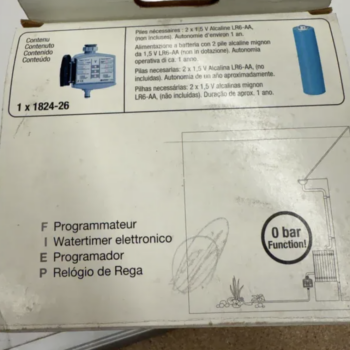 Contenu
Contenuto
Contenido
Conteúdo
1 x 1824-26
Piles nécessaires : 2 x 1,5 V Alcaline LR6-AA,
(non incluses). Autonomie d'environ 1 an.
Alimentazione a batteria con 2 pile alcaline mignon
da 1,5 V LR6-AA (non in dotazione). Autonomia
operativa di ca. 1 anno.
Pilas necesarias: 2 x 1,5 V Alcalina LR6-AA, (no
incluidas). Autonomía de un año aproximadamente.
Pilhas necessárias: 2 x 1,5 V alcalinas mignon
LR6-AA, (não incluídas). Duração de aprox. 1 ano.
F Programmateur
I Watertimer elettronico
E Programador
P Relógio de Rega
0 bar
Function!